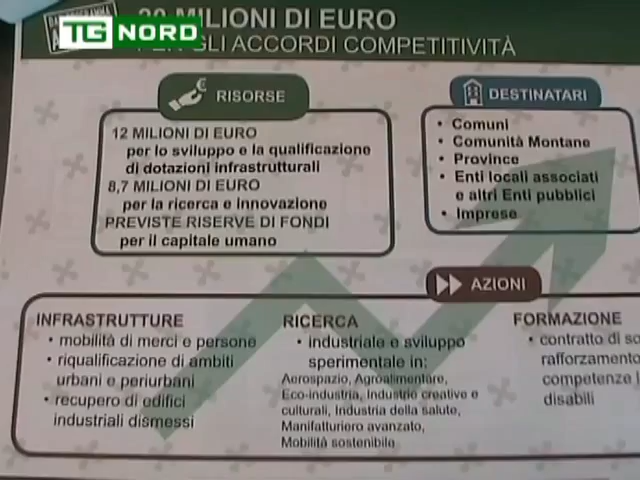 TG NORD
20 MILIONI DI EURO
PER GLI ACCORDI COMPETITIVITÀ
RISORSE
12 MILIONI DI EURO
per lo sviluppo e la qualificazione
di dotazioni infrastrutturali
8,7 MILIONI DI EURO
per la ricerca e innovazione
PREVISTE RISERVE DI FONDI
per il capitale umano
DESTINATARI
• Comuni
• Comunità Montane
• Province
• Enti locali associati
e altri Enti pubblici
• Imprese
AZIONI
INFRASTRUTTURE
• mobilità di merci e persone
• riqualificazione di ambiti
urbani e periurbani
• recupero di edifici
industriali dismessi
RICERCA
• industriale e sviluppo
sperimentale in:
Aerospazio, Agroalimentare,
Eco-industria, Industrie creative e
culturali, Industria della salute,
Manifatturiero avanzato,
Mobilità sostenibile
FORMAZIONE
• contratto di so
rafforzamento
competenze l
disabili